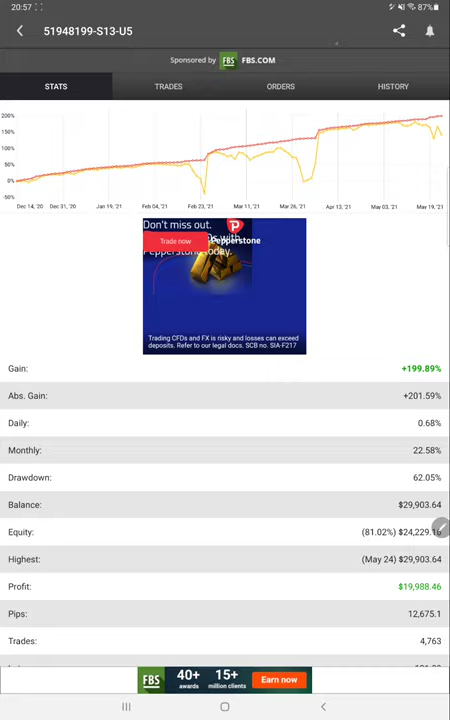 20:57 87%
51948199-S13-U5
Sponsored by FBS FBS.COM
STATS TRADES ORDERS HISTORY
200%
150%
100%
50%
0%
-50%
Dec 14, '20 Dec 31, '20 Jan 19, '21 Feb 04, '21 Feb 23, '21 Mar 11, '21 Mar 26, '21 Apr 13, '21 May 03, '21 May 19, '21
Don't miss out.
Trade now Pepperstone
Pepperstone today.
Trading CFDs and FX is risky and losses can exceed
deposits. Refer to our legal docs. SCB no. SIA-F217
Gain: +199.89%
Abs. Gain: +201.59%
Daily: 0.68%
Monthly: 22.58%
Drawdown: 62.05%
Balance: $29,903.64
Equity: (81.02%) $24,229.16
Highest: (May 24) $29,903.64
Profit: $19,988.46
Pips: 12,675.1
Trades: 4,763
FBS 40+ awards 15+ million clients Earn now